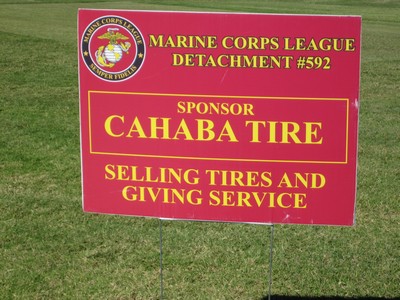 MARINE CORPS LEAGUE
SEMPER FIDELIS
MARINE CORPS LEAGUE
DETACHMENT #592
SPONSOR
CAHABA TIRE
SELLING TIRES AND
GIVING SERVICE